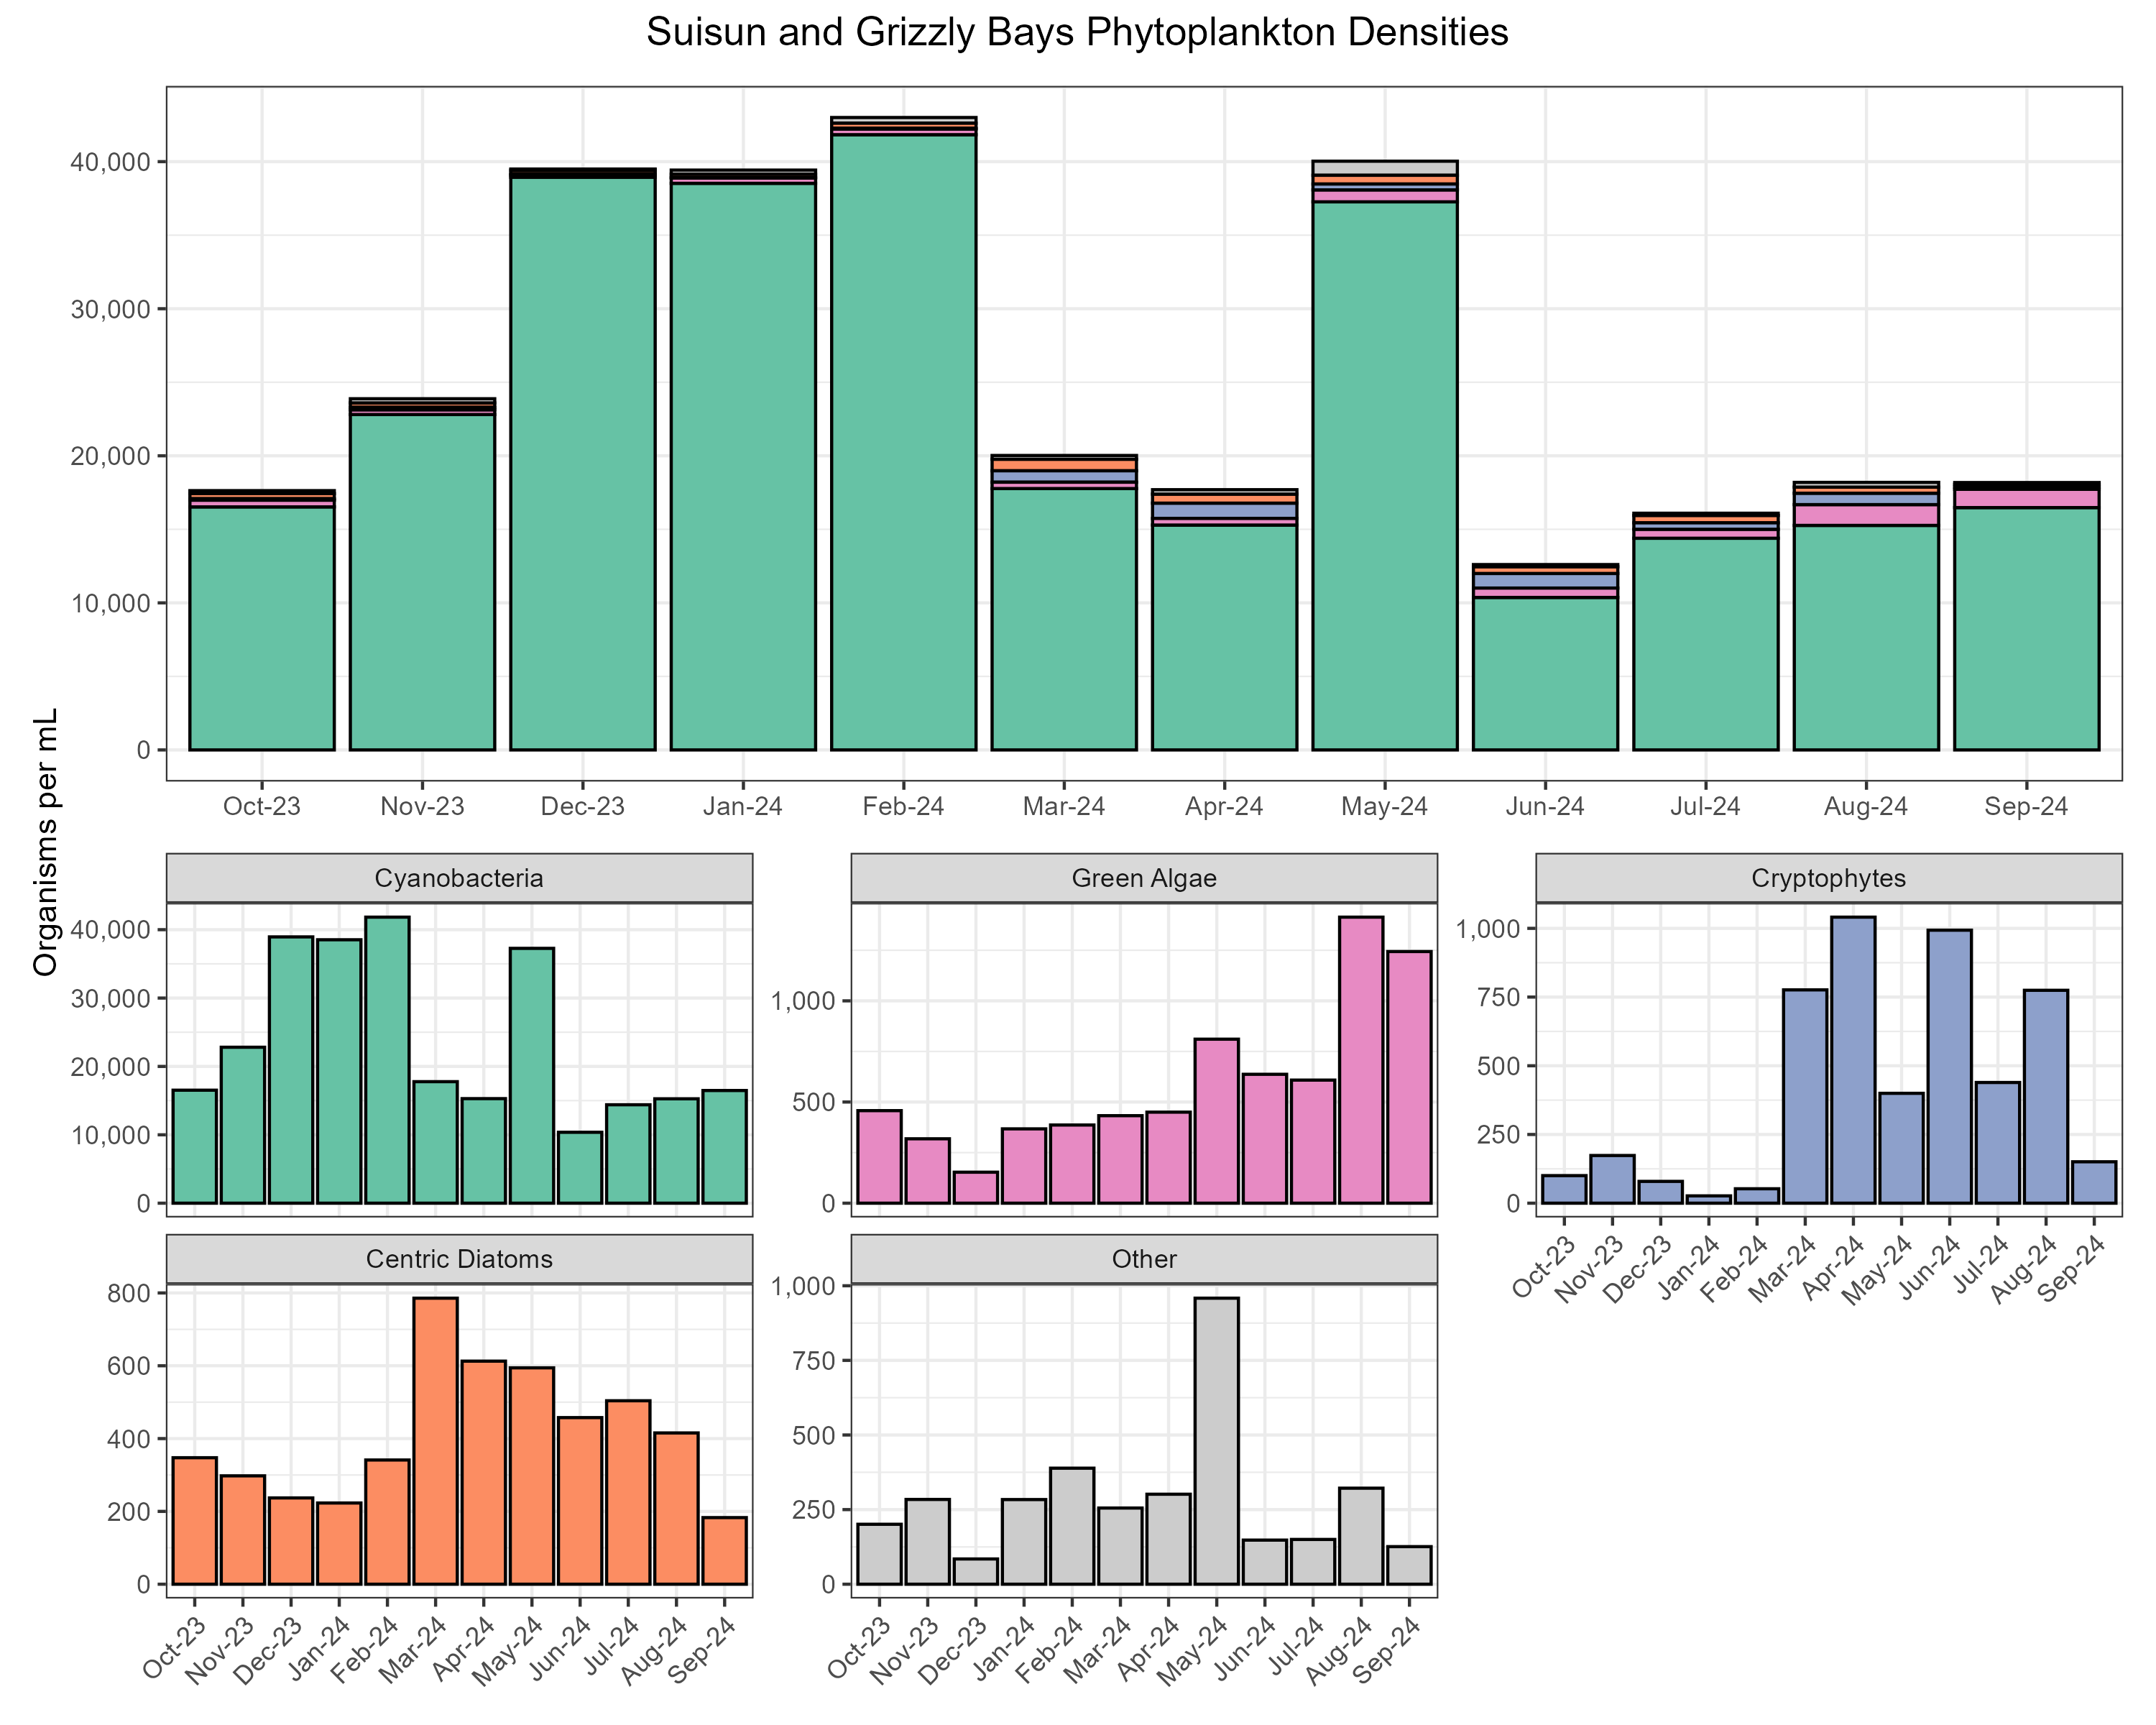 Suisun and Grizzly Bays Phytoplankton Densities
Organisms per mL
40,000
30,000
20,000
10,000
0
Oct-23 Nov-23 Dec-23 Jan-24 Feb-24 Mar-24 Apr-24 May-24 Jun-24 Jul-24 Aug-24 Sep-24
Cyanobacteria
40,000
30,000
20,000
10,000
0
Green Algae
1,000
500
0
Cryptophytes
1,000
750
500
250
0
Oct-23 Nov-23 Dec-23 Jan-24 Feb-24 Mar-24 Apr-24 May-24 Jun-24 Jul-24 Aug-24 Sep-24
Centric Diatoms
800
600
400
200
0
Oct-23 Nov-23 Dec-23 Jan-24 Feb-24 Mar-24 Apr-24 May-24 Jun-24 Jul-24 Aug-24 Sep-24
Other
1,000
750
500
250
0
Oct-23 Nov-23 Dec-23 Jan-24 Feb-24 Mar-24 Apr-24 May-24 Jun-24 Jul-24 Aug-24 Sep-24